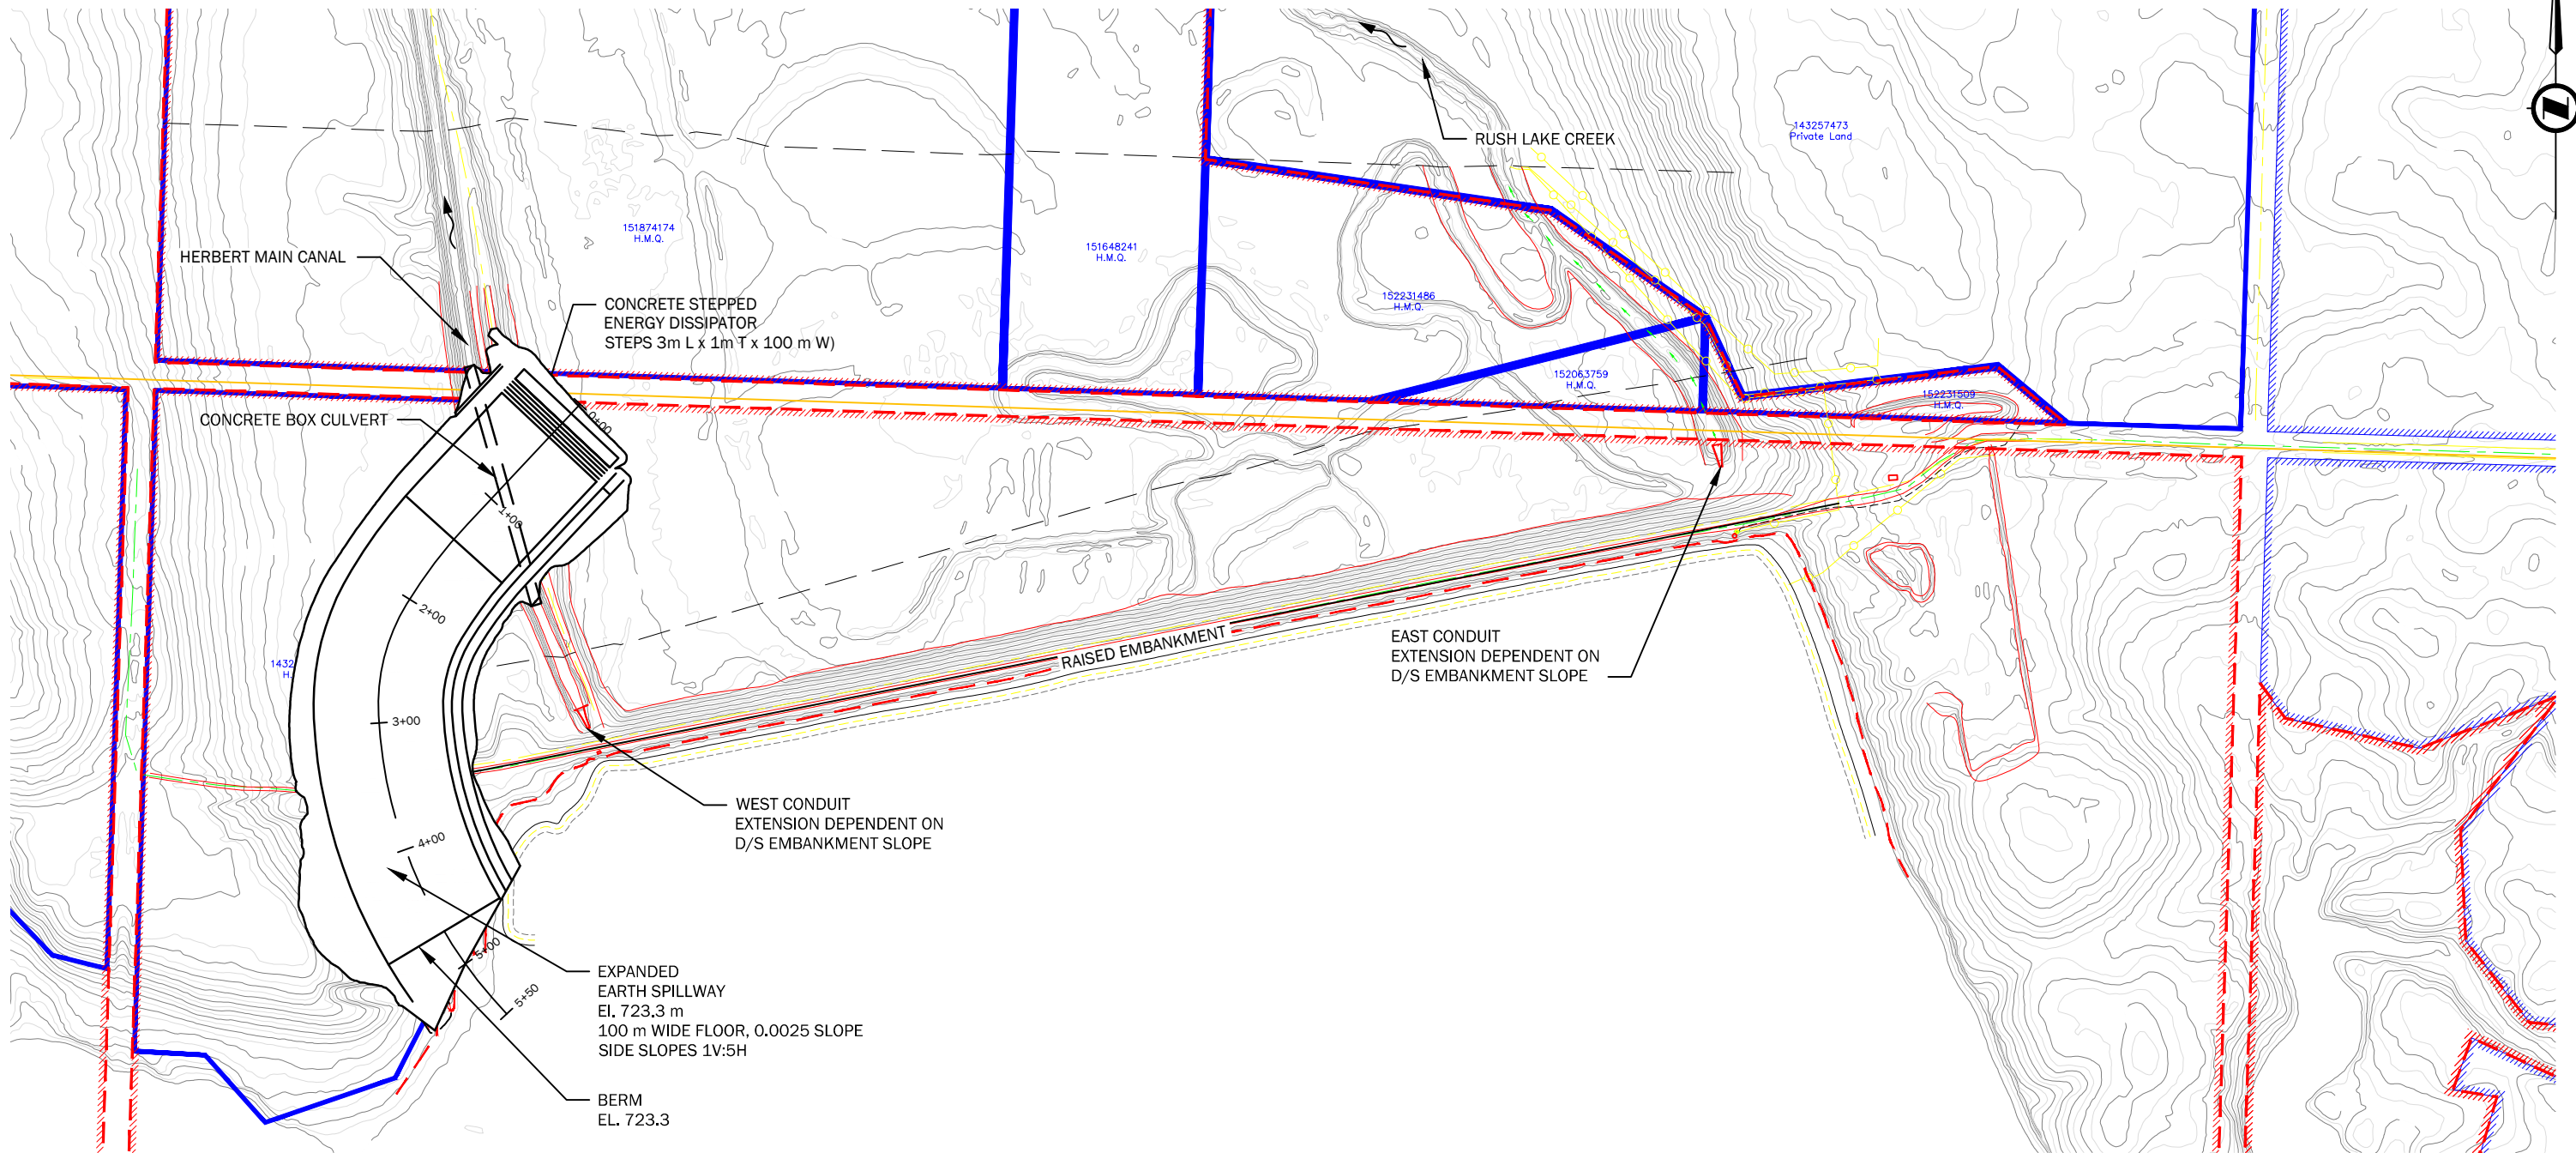 RUSH LAKE CREEK
143257473
Private Land
151874174
H.M.Q.
151648241
H.M.Q.
HERBERT MAIN CANAL
152231486
H.M.Q.
CONCRETE STEPPED
ENERGY DISSIPATOR
STEPS 3m L x 1m T x 100 m W)
152063759
H.M.Q.
152231509
H.M.Q.
CONCRETE BOX CULVERT
0+00
1+00
2+00
RAISED EMBANKMENT
EAST CONDUIT
EXTENSION DEPENDENT ON
D/S EMBANKMENT SLOPE
1432
H.
3+00
WEST CONDUIT
EXTENSION DEPENDENT ON
D/S EMBANKMENT SLOPE
4+00
5+00
5+50
EXPANDED
EARTH SPILLWAY
El. 723.3 m
100 m WIDE FLOOR, 0.0025 SLOPE
SIDE SLOPES 1V:5H
BERM
EL. 723.3